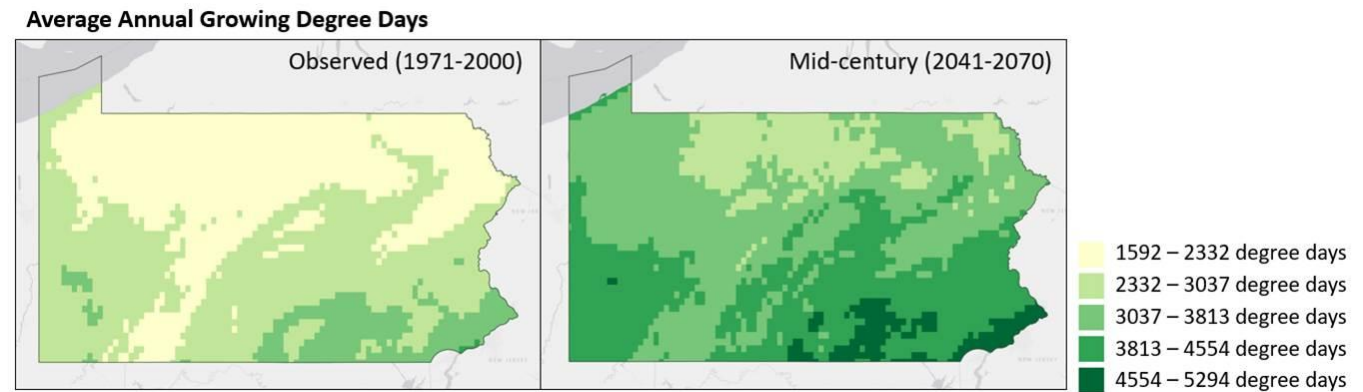 Average Annual Growing Degree Days
Observed (1971-2000)
Mid-century (2041-2070)
1592 – 2332 degree days
2332 – 3037 degree days
3037 – 3813 degree days
3813 – 4554 degree days
4554 – 5294 degree days